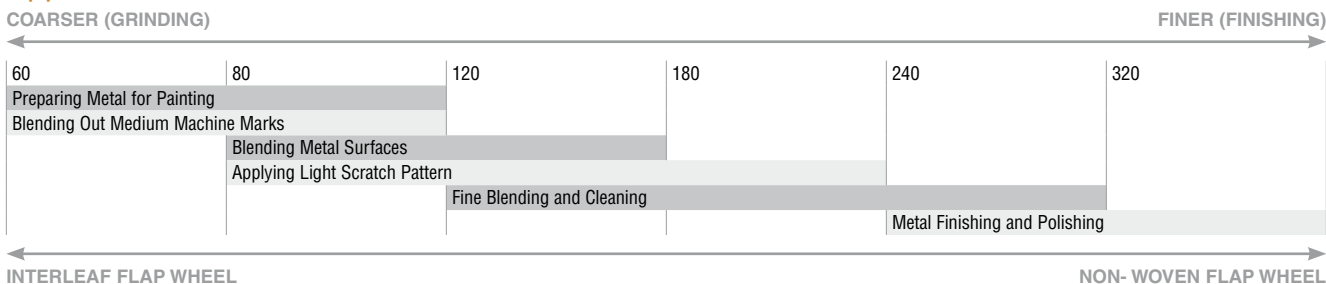 COARSER (GRINDING) FINER (FINISHING)
60 80 120 180 240 320
Preparing Metal for Painting
Blending Out Medium Machine Marks
Blending Metal Surfaces
Applying Light Scratch Pattern
Fine Blending and Cleaning
Metal Finishing and Polishing
INTERLEAF FLAP WHEEL NON- WOVEN FLAP WHEEL